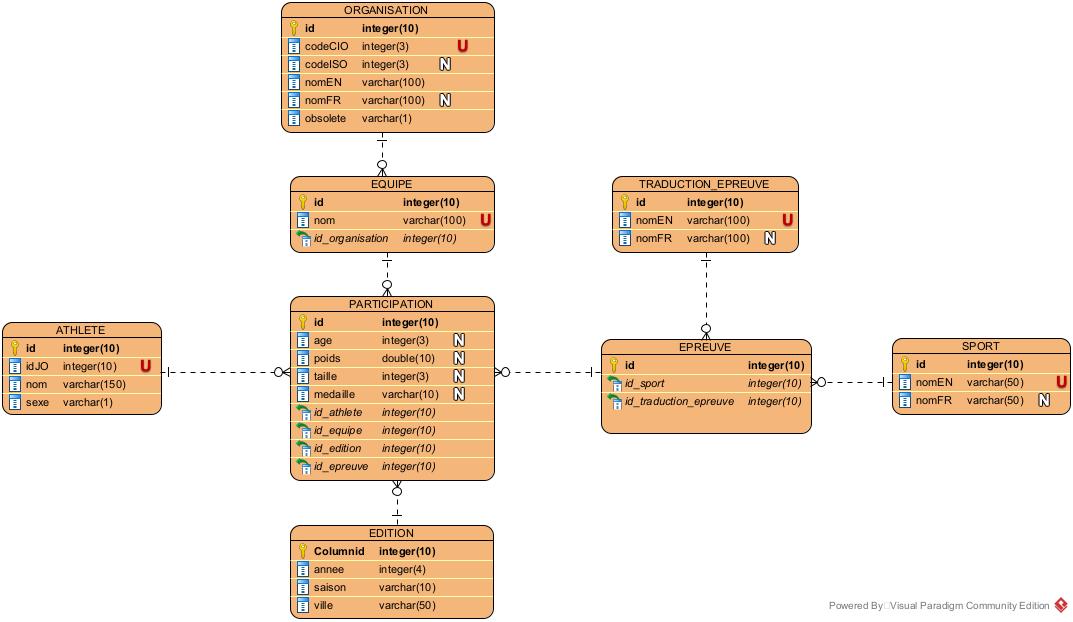 ORGANISATION
id integer(10)
codeCIO integer(3) U
codeISO integer(3) N
nomEN varchar(100)
nomFR varchar(100) N
obsolete varchar(1)
EQUIPE
id integer(10)
nom varchar(100) U
id_organisation integer(10)
TRADUCTION_EPREUVE
id integer(10)
nomEN varchar(100) U
nomFR varchar(100) N
PARTICIPATION
id integer(10)
age integer(3) N
poids double(10) N
taille integer(3) N
medaille varchar(10) N
id_athlete integer(10)
id_equipe integer(10)
id_edition integer(10)
id_epreuve integer(10)
ATHLETE
id integer(10)
idJO integer(10) U
nom varchar(150)
sexe varchar(1)
EPREUVE
id integer(10)
id_sport integer(10)
id_traduction_epreuve integer(10)
SPORT
id integer(10)
nomEN varchar(50) U
nomFR varchar(50) N
EDITION
Columnid integer(10)
annee integer(4)
saison varchar(10)
ville varchar(50)
Powered By Visual Paradigm Community Edition